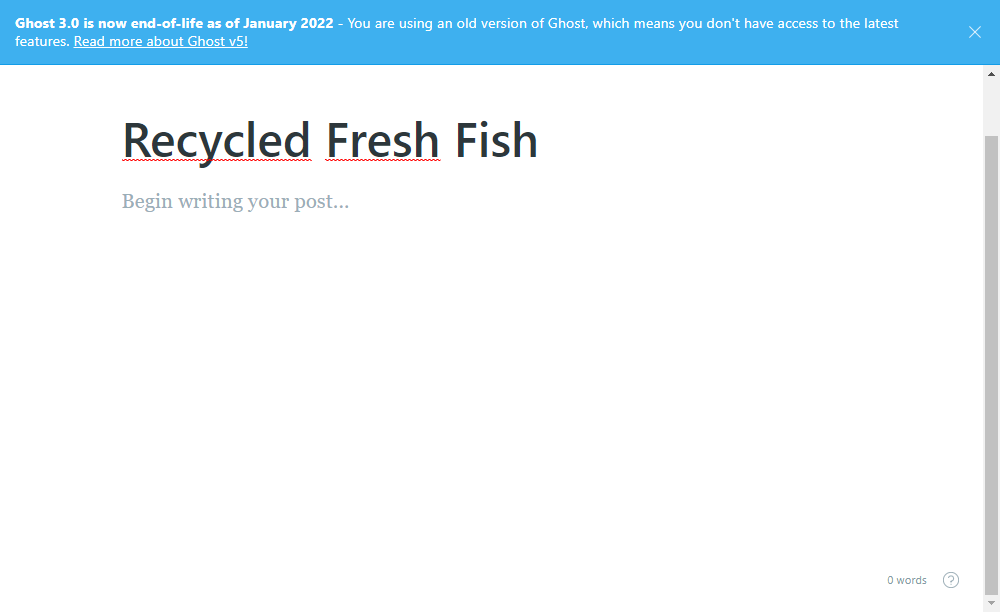 Ghost 3.0 is now end-of-life as of January 2022 - You are using an old version of Ghost, which means you don't have access to the latest
features. Read more about Ghost v5!
Recycled Fresh Fish
Begin writing your post...
0 words
?